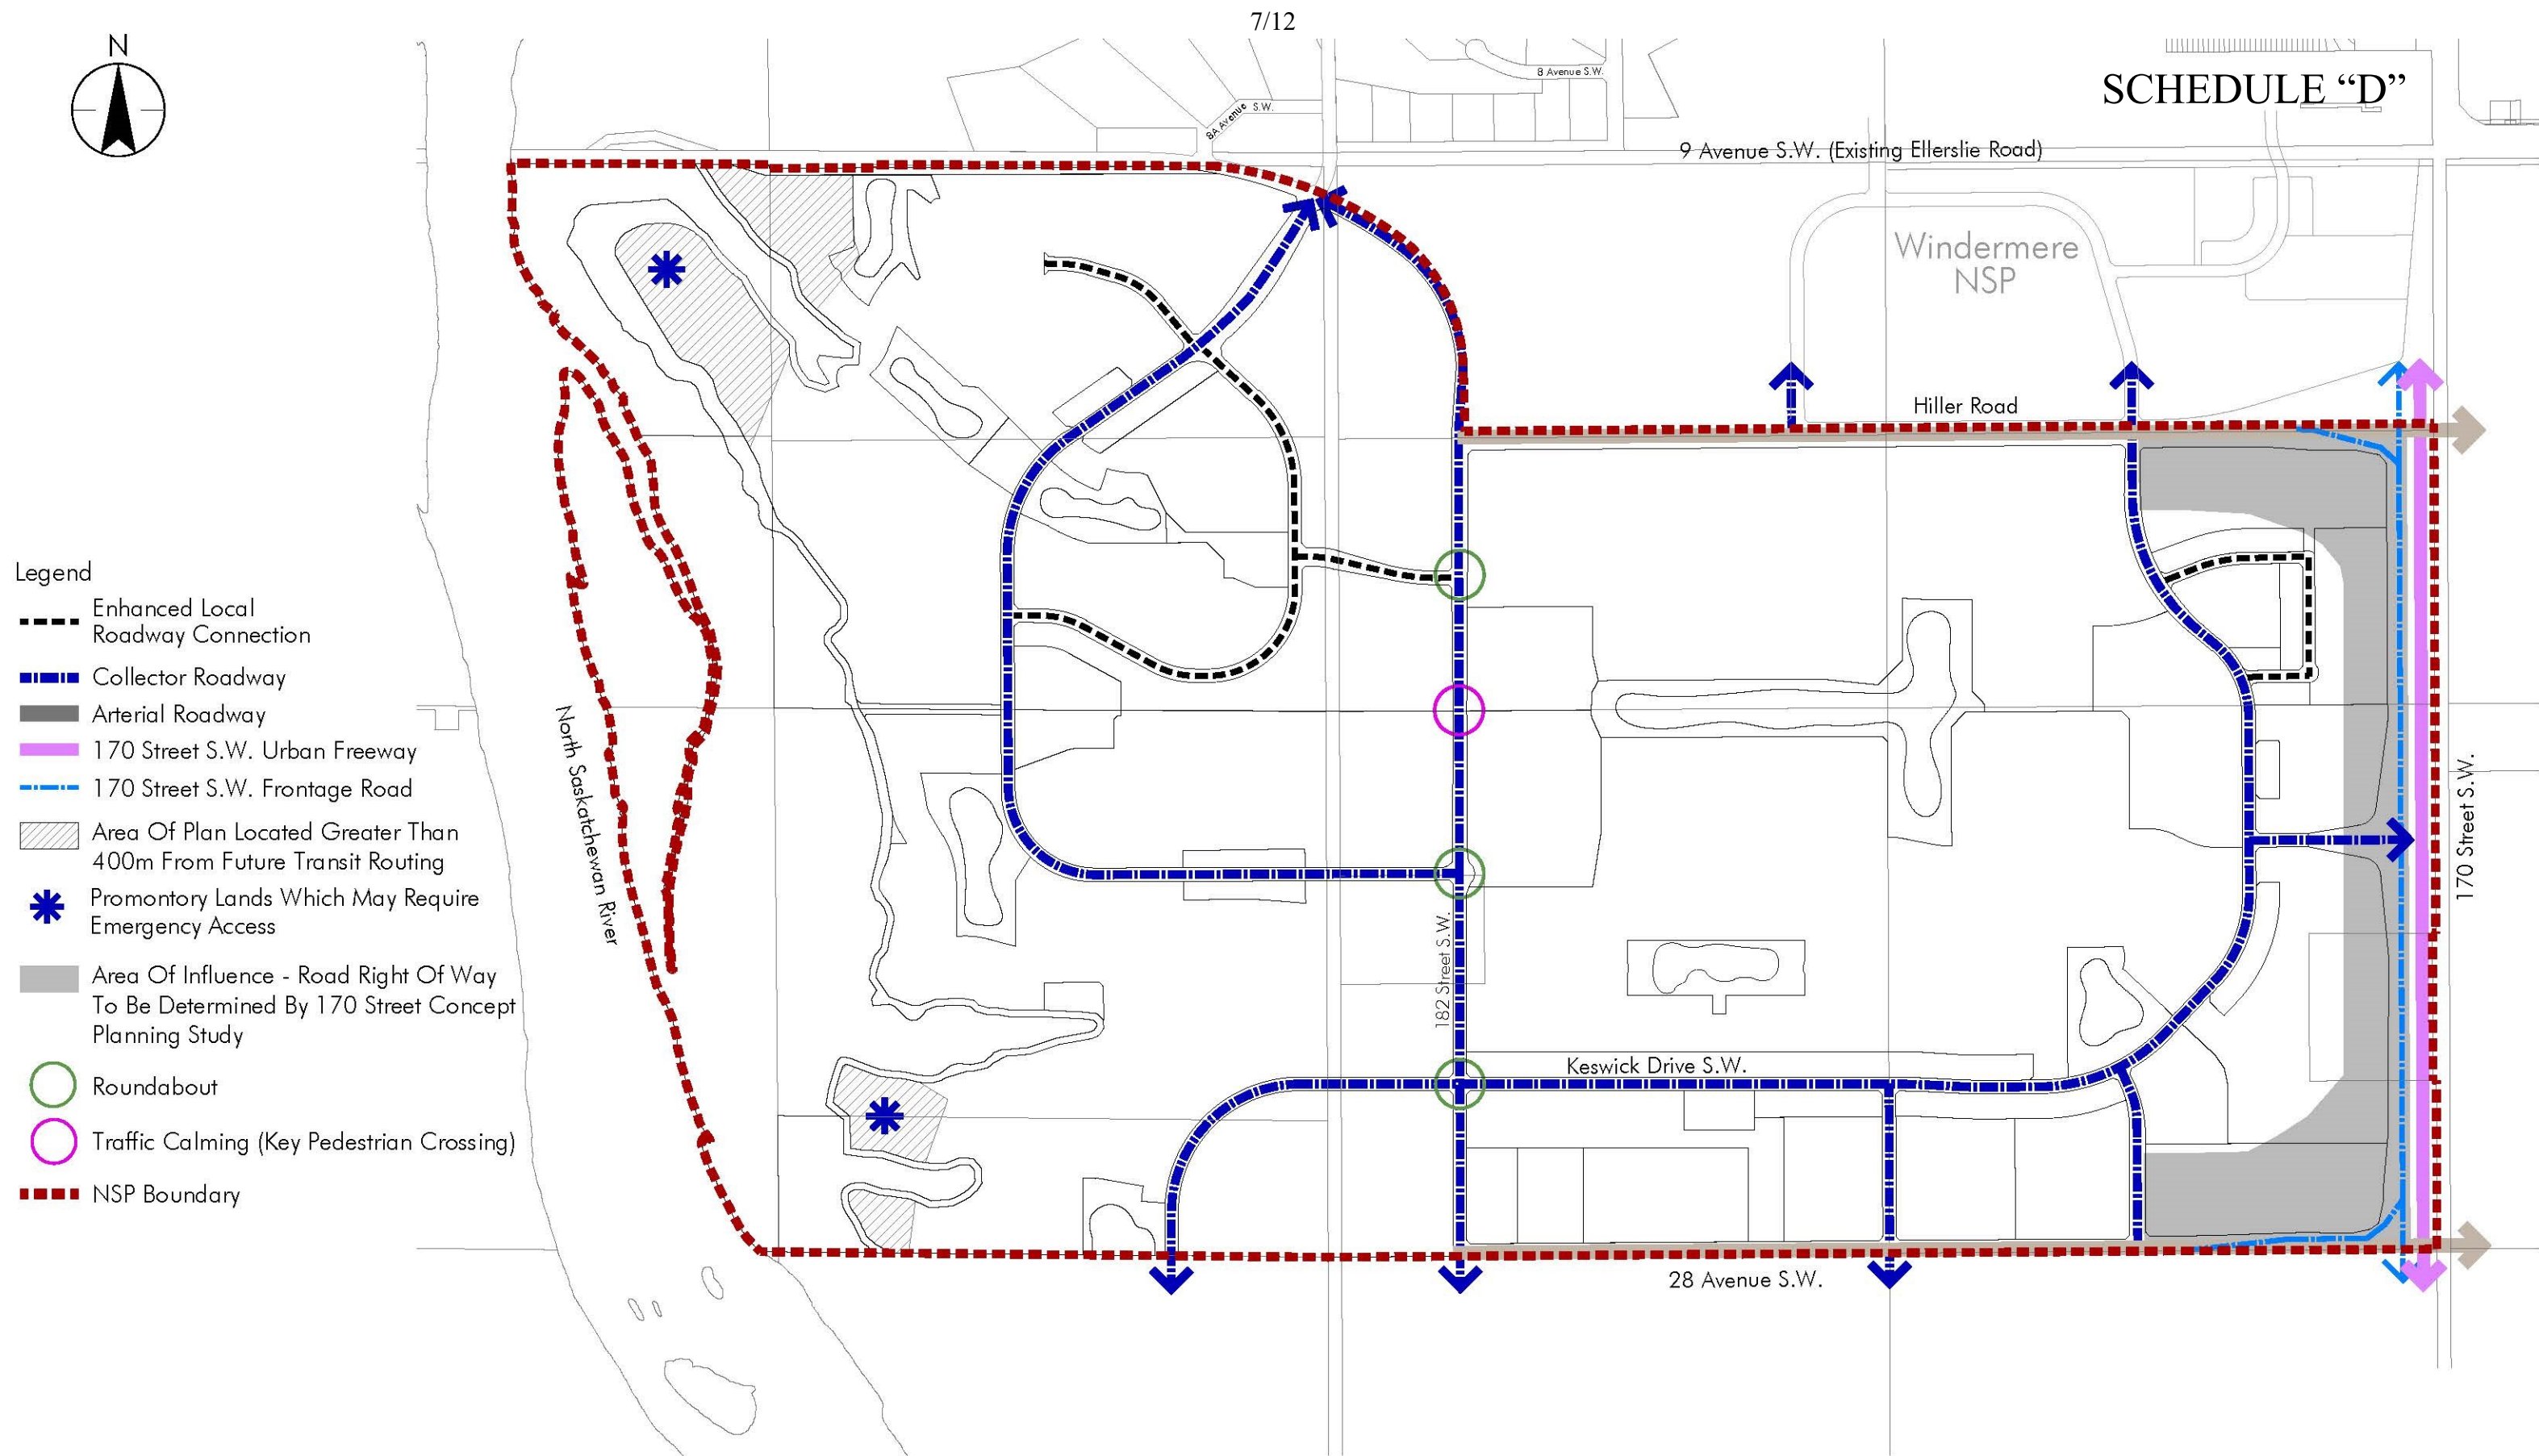 7/12
N
SCHEDULE “D”
8 Avenue S.W.
8A Avenue S.W.
9 Avenue S.W. (Existing Ellerslie Road)
Windermere
NSP
Hiller Road
Legend
Enhanced Local
Roadway Connection
Collector Roadway
Arterial Roadway
170 Street S.W. Urban Freeway
170 Street S.W. Frontage Road
Area Of Plan Located Greater Than
400m From Future Transit Routing
Promontory Lands Which May Require
Emergency Access
Area Of Influence - Road Right Of Way
To Be Determined By 170 Street Concept
Planning Study
Roundabout
Traffic Calming (Key Pedestrian Crossing)
NSP Boundary
North Saskatchewan River
182 Street S.W.
170 Street S.W.
Keswick Drive S.W.
28 Avenue S.W.